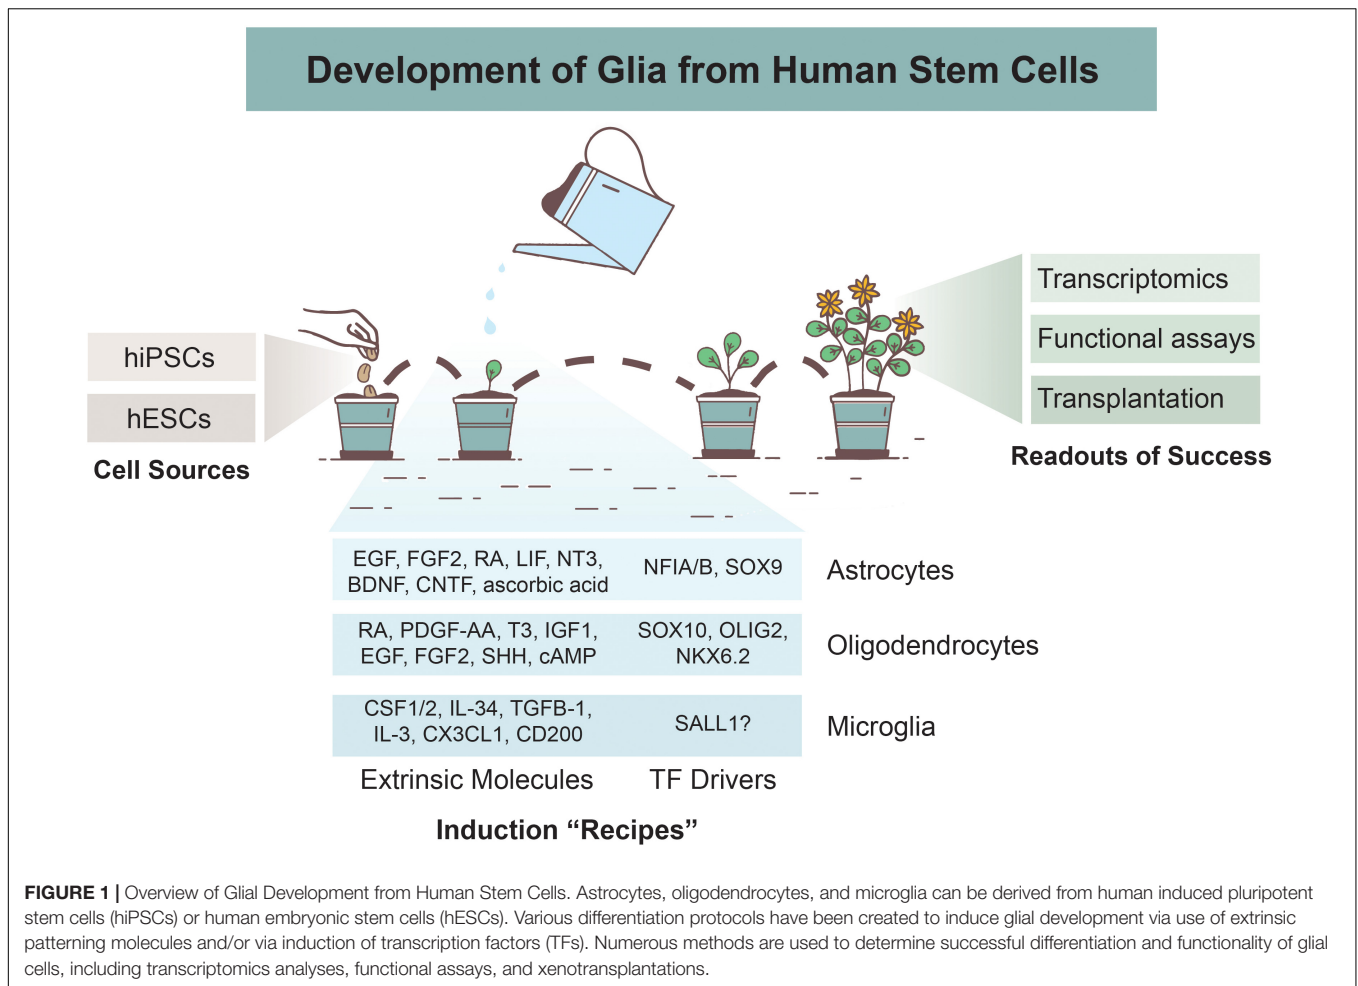 Development of Glia from Human Stem Cells
hiPSCs
hESCs
Cell Sources
Transcriptomics
Functional assays
Transplantation
Readouts of Success
EGF, FGF2, RA, LIF, NT3,
BDNF, CNTF, ascorbic acid
NFIA/B, SOX9
Astrocytes
RA, PDGF-AA, T3, IGF1,
EGF, FGF2, SHH, cAMP
SOX10, OLIG2,
NKX6.2
Oligodendrocytes
CSF1/2, IL-34, TGFB-1,
IL-3, CX3CL1, CD200
SALL1?
Microglia
Extrinsic Molecules
TF Drivers
Induction “Recipes”
FIGURE 1 | Overview of Glial Development from Human Stem Cells. Astrocytes, oligodendrocytes, and microglia can be derived from human induced pluripotent
stem cells (hiPSCs) or human embryonic stem cells (hESCs). Various differentiation protocols have been created to induce glial development via use of extrinsic
patterning molecules and/or via induction of transcription factors (TFs). Numerous methods are used to determine successful differentiation and functionality of glial
cells, including transcriptomics analyses, functional assays, and xenotransplantations.